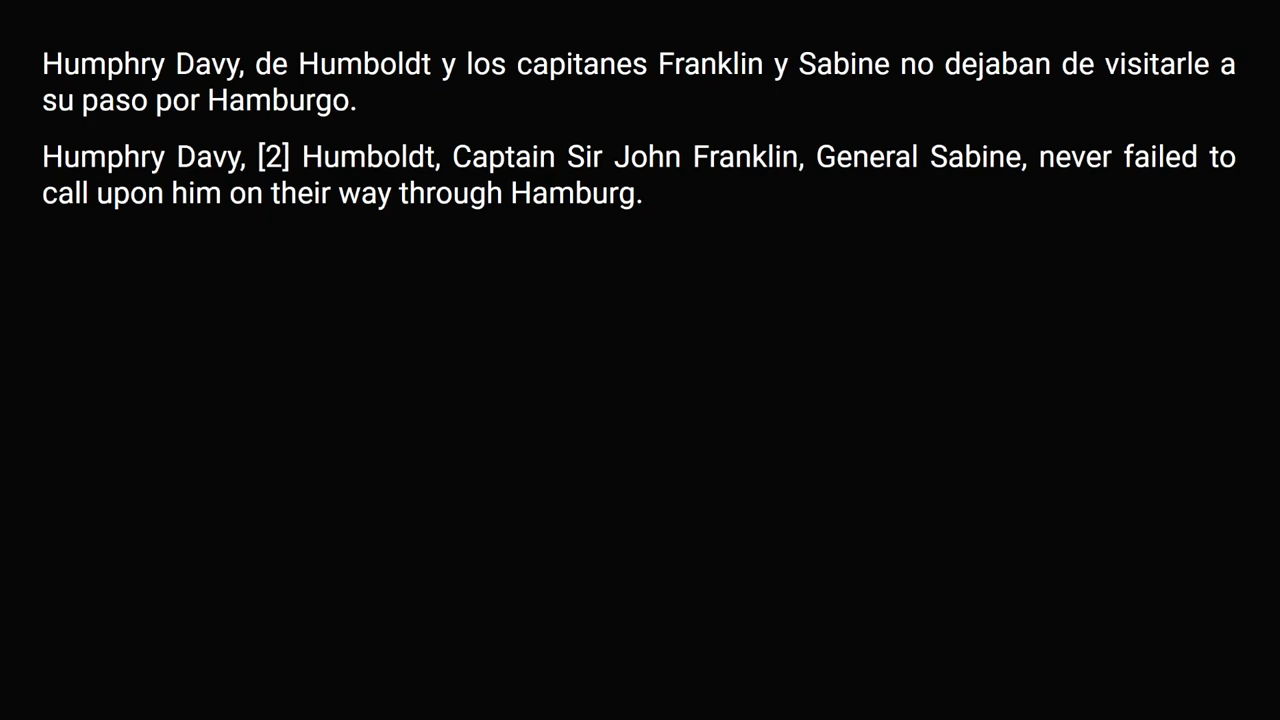 Humphry Davy, de Humboldt y los capitanes Franklin y Sabine no dejaban de visitarle a
su paso por Hamburgo.
Humphry Davy, [2] Humboldt, Captain Sir John Franklin, General Sabine, never failed to
call upon him on their way through Hamburg.